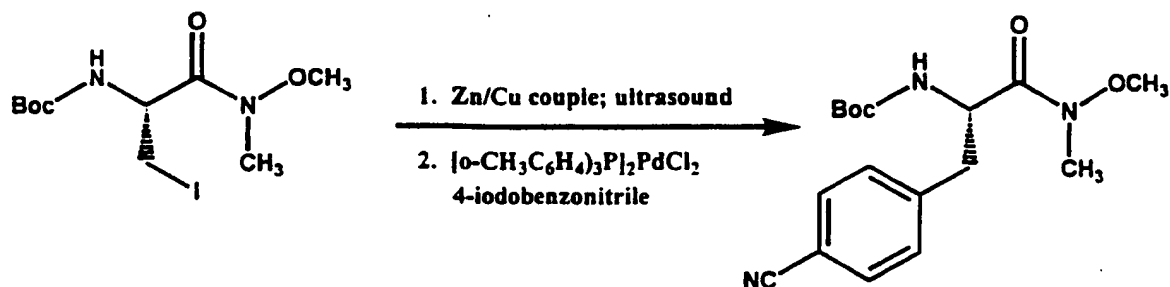 O
H
N
Boc
N
OCH3
CH3
I
1. Zn/Cu couple; ultrasound
2. [o-CH3C6H4)3P]2PdCl2
4-iodobenzonitrile
O
H
N
Boc
N
OCH3
CH3
NC